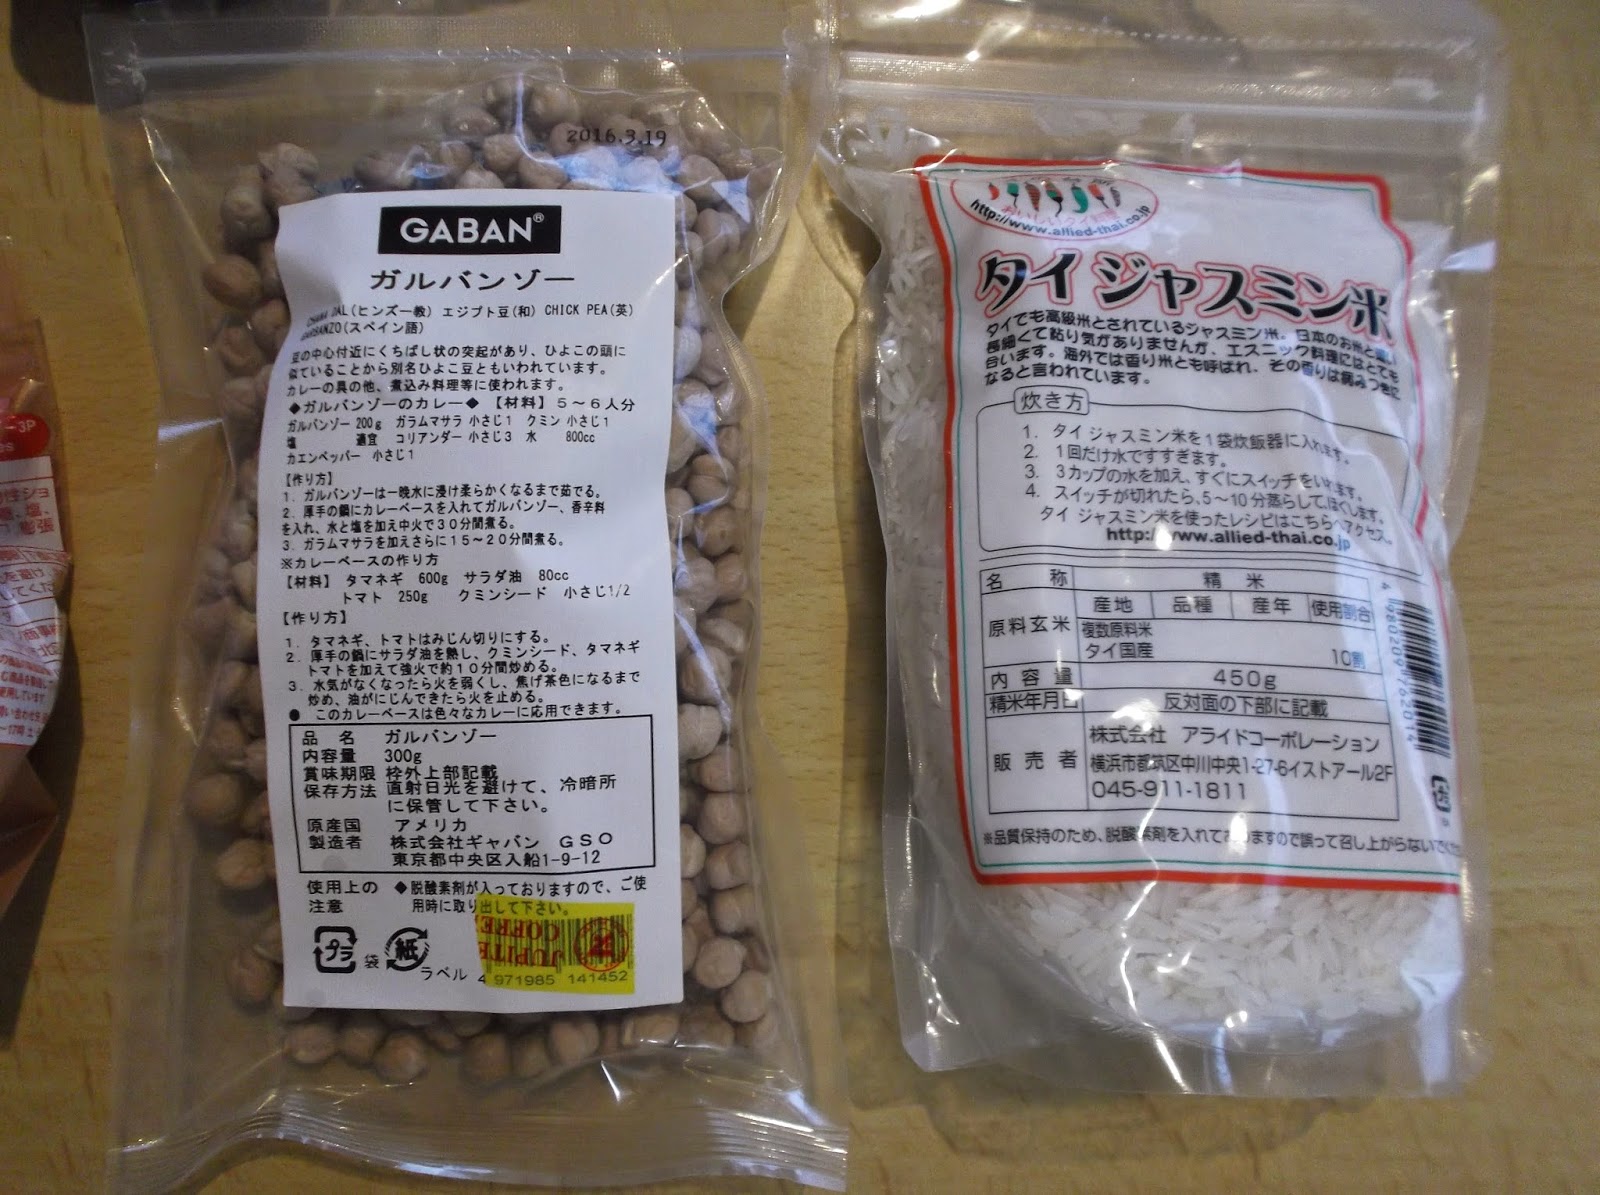 2016.3.19
GABAN®
ガルバンゾー
DAL(ヒンズー教) エジプト豆(和) CHICK PEA(英)
(スペイン語)
豆の中心付近にくちばし状の突起があり、ひよこの頭に
似ていることから別名ひよこ豆ともいわれています。
カレーの具の他、煮込み料理等に使われます。
◆ガルバンゾーのカレー◆ 【材料】5～6人分
ガルバンゾー 200g ガラムマサラ 小さじ1 クミン 小さじ1
塩 適宜 コリアンダー 小さじ3 水 800cc
カエンペッパー 小さじ1
【作り方】
1. ガルバンゾーは一晩水に浸け柔らかくなるまで茹でる。
2. 厚手の鍋にカレーベースを入れてガルバンゾー、香辛料
を入れ、水と塩を加え中火で30分間煮る。
3. ガラムマサラを加えさらに15～20分間煮る。
※カレーベースの作り方
【材料】 タマネギ 600g サラダ油 80cc
トマト 250g クミンシード 小さじ1/2
【作り方】
1. タマネギ、トマトはみじん切りにする。
2. 厚手の鍋にサラダ油を熱し、クミンシード、タマネギ
トマトを加えて強火で約10分間炒める。
3. 水気がなくなったら火を弱くし、焦げ茶色になるまで
炒め、油がにじんできたら火を止める。
● このカレーベースは色々なカレーに応用できます。
品 名 ガルバンゾー
内容量 300g
賞味期限 枠外上部記載
保存方法 直射日光を避けて、冷暗所
に保管して下さい。
原産国 アメリカ
製造者 株式会社ギャバン GSO
東京都中央区入船1-9-12
使用上の ◆脱酸素剤が入っておりますので、ご使
注意 用時に取り出して下さい。
プラ 袋 紙 ラベル
JUPITE
COFFE
4 971985 141452
おいしいタイ料理
http://www.allied-thai.co.jp
タイ ジャスミン米
タイでも高級米とされているジャスミン米。日本のお米と違い
長細くて粘り気がありませんが、エスニック料理にはとても
合います。海外では香り米とも呼ばれ、その香りは病みつきに
なると言われています。
炊き方
1. タイ ジャスミン米を1袋炊飯器に入れます。
2. 1回だけ水ですすぎます。
3. 3カップの水を加え、すぐにスイッチをいれます。
4. スイッチが切れたら、5～10分蒸らして、ほぐします。
タイ ジャスミン米を使ったレシピはこちらへアクセス。
http://www.allied-thai.co.jp
名 称 精 米
原料玄米 産地 品種 産年 使用割合
複数原料米
タイ国産 10割
内 容 量 450g
精米年月日 反対面の下部に記載
販 売 者 株式会社 アライドコーポレーション
横浜市都筑区中川中央1-27-6イストアール2F
045-911-1811
※品質保持のため、脱酸素剤を入れておりますので誤って召し上がらないでくだ
プラ